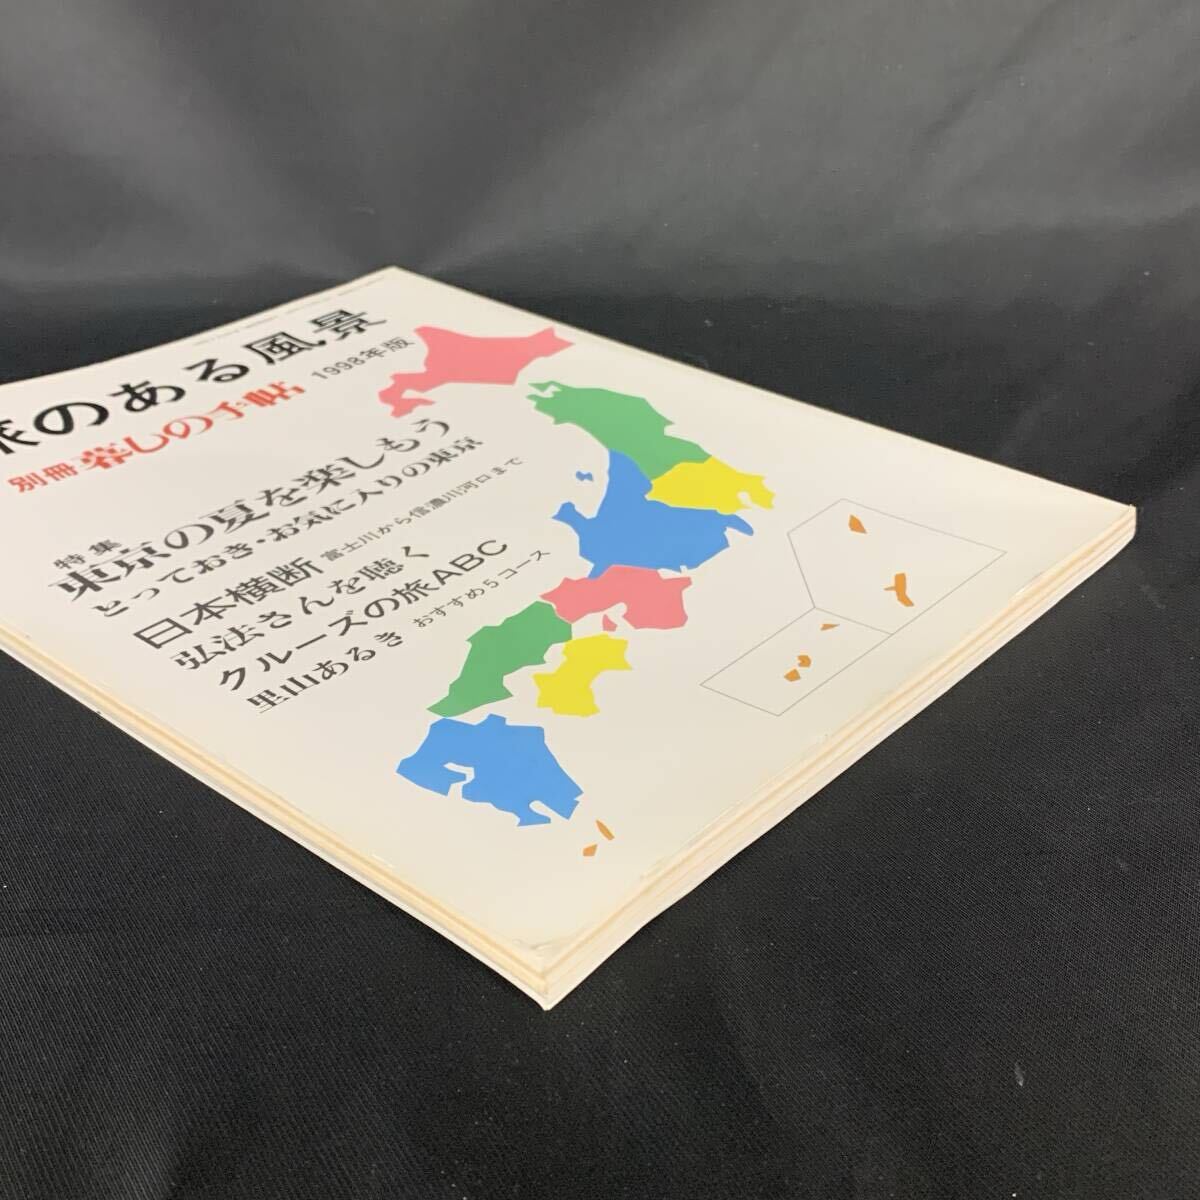 旅のある風景
別冊 暮しの手帖 1998年版
特集
東京の夏を楽しもう
とっておき・お気に入りの東京
日本横断 富士川から信濃川河口まで
弘法さんを聴く
クルーズの旅ABC
里山あるき おすすめ5コース